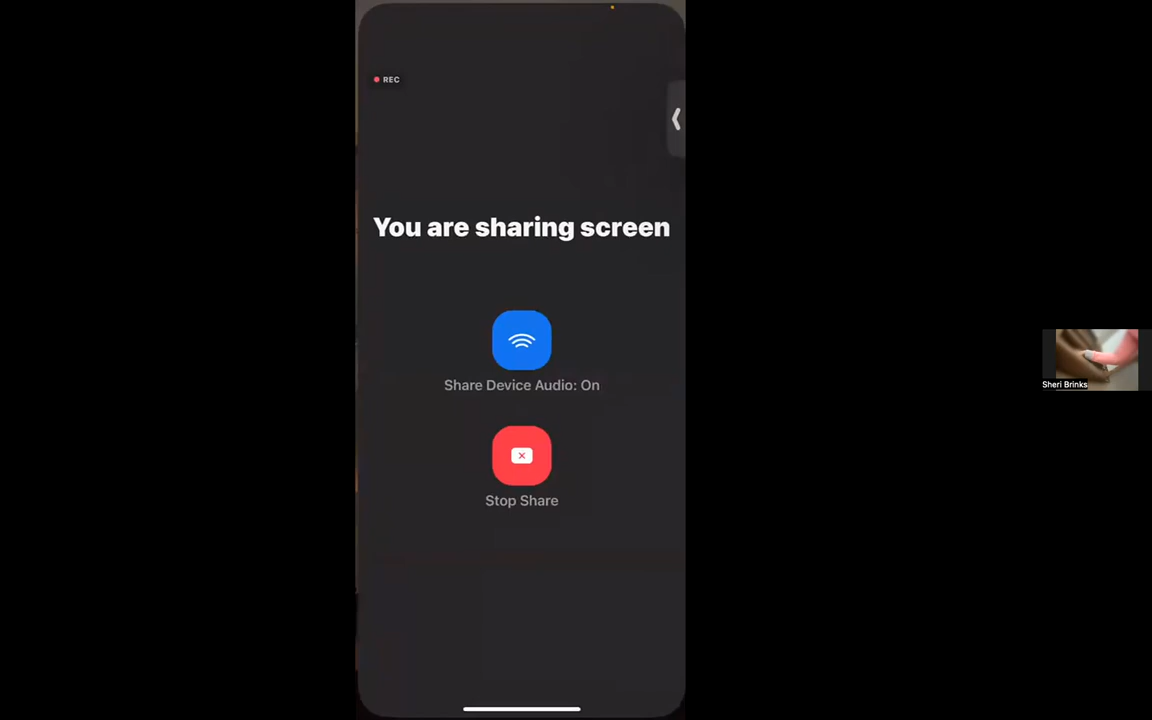 REC
You are sharing screen
Share Device Audio: On
Stop Share
Sheri Brinks